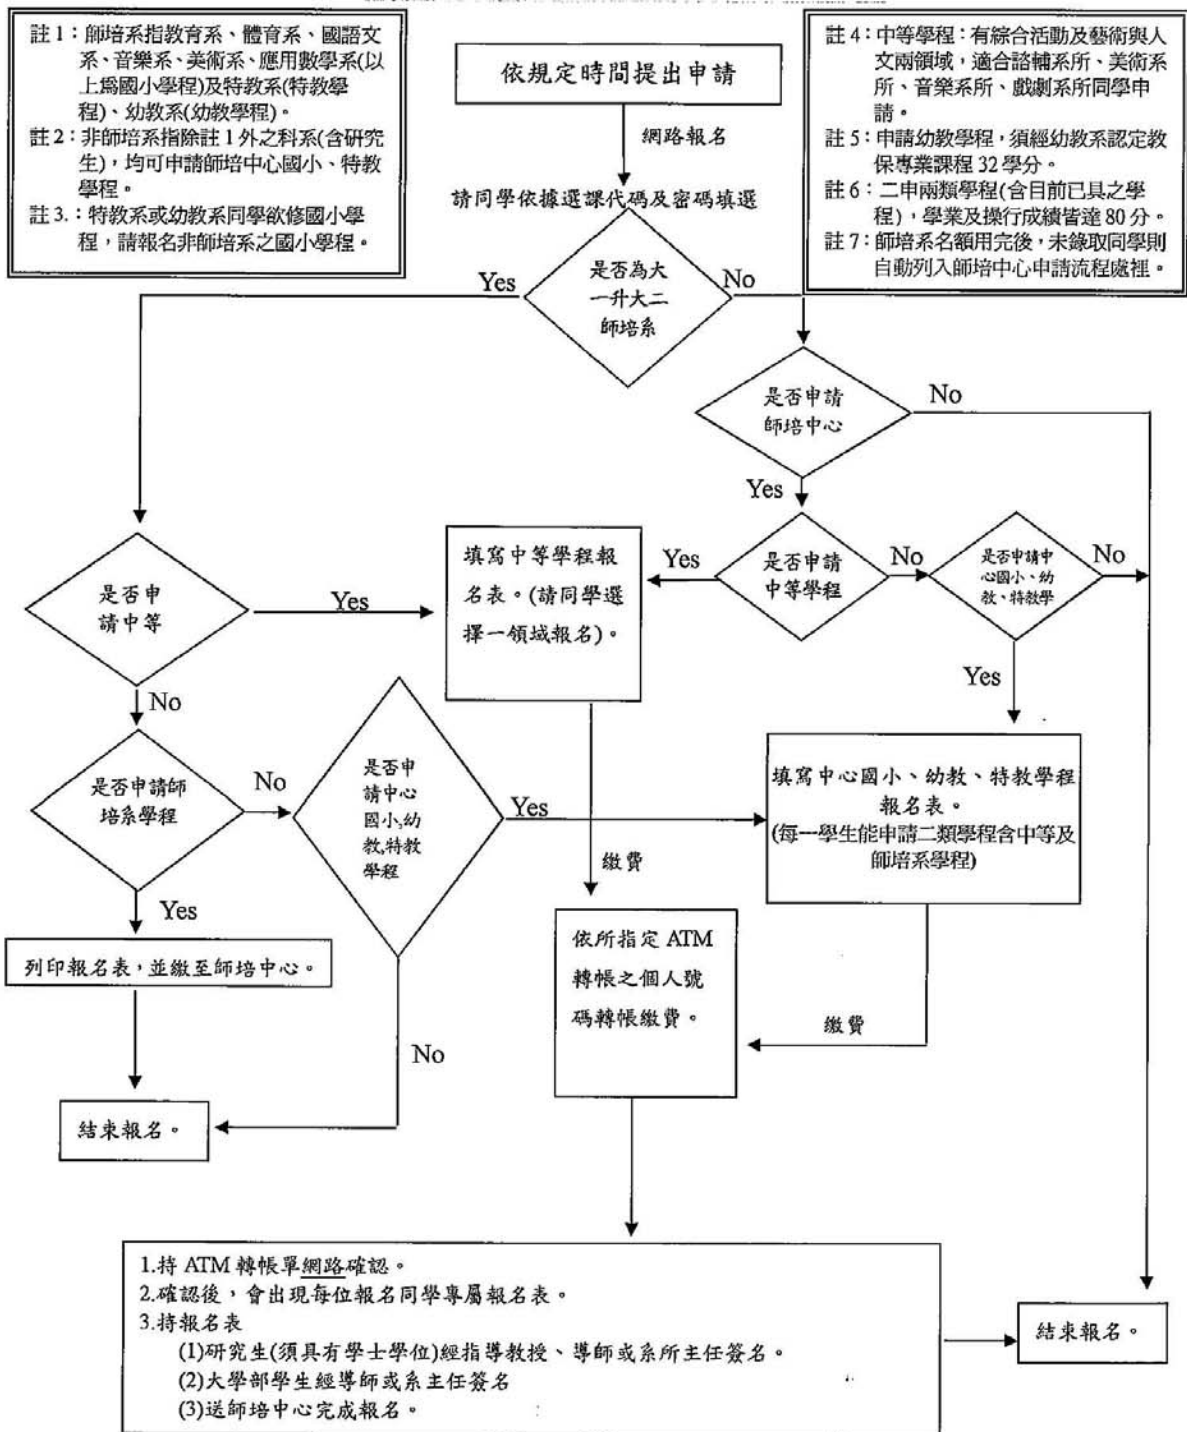 註 1：師培系指教育系、體育系、國語文
系、音樂系、美術系、應用數學系(以
上爲國小學程)及特教系(特教學
程)、幼教系(幼教學程)。
註 2：非師培系指除註 1 外之科系(含研究
生)，均可申請師培中心國小、特教
學程。
註 3.：特教系或幼教系同學欲修國小學
程，請報名非師培系之國小學程。
依規定時間提出申請
註 4：中等學程：有綜合活動及藝術與人
文兩領域，適合諮輔系所、美術系
所、音樂系所、戲劇系所同學申
請。
註 5：申請幼教學程，須經幼教系認定教
保專業課程 32 學分。
註 6：二申兩類學程(含目前已具之學
程)，學業及操行成績皆達 80 分。
註 7：師培系名額用完後，未錄取同學則
自動列入師培中心申請流程處裡。
網路報名
請同學依據選課代碼及密碼填選
Yes
是否為大
一升大二
師培系
No
是否申請
師培中心
No
Yes
是否申
請中等
Yes
填寫中等學程報
名表。(請同學選
擇一領域報名)。
Yes
是否申請
中等學程
No
是否申請中
心國小、幼
教、特教學
No
Yes
No
是否申請師
培系學程
No
是否申
請中心
國小,幼
教,特教
學程
Yes
填寫中心國小、幼教、特教學程
報名表。
(每一學生能申請二類學程含中等及
師培系學程)
繳費
Yes
列印報名表，並繳至師培中心。
依所指定 ATM
轉帳之個人號
碼轉帳繳費。
繳費
No
結束報名。
1.持 ATM 轉帳單網路確認。
2.確認後，會出現每位報名同學專屬報名表。
3.持報名表
(1)研究生(須具有學士學位)經指導教授、導師或系所主任簽名。
(2)大學部學生經導師或系主任簽名
(3)送師培中心完成報名。
結束報名。